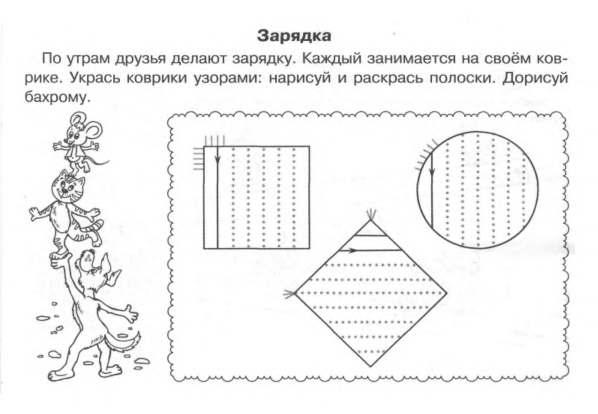 Зарядка
По утрам друзья делают зарядку. Каждый занимается на своём ков-
рике. Укрась коврики узорами: нарисуй и раскрась полоски. Дорисуй
бахрому.